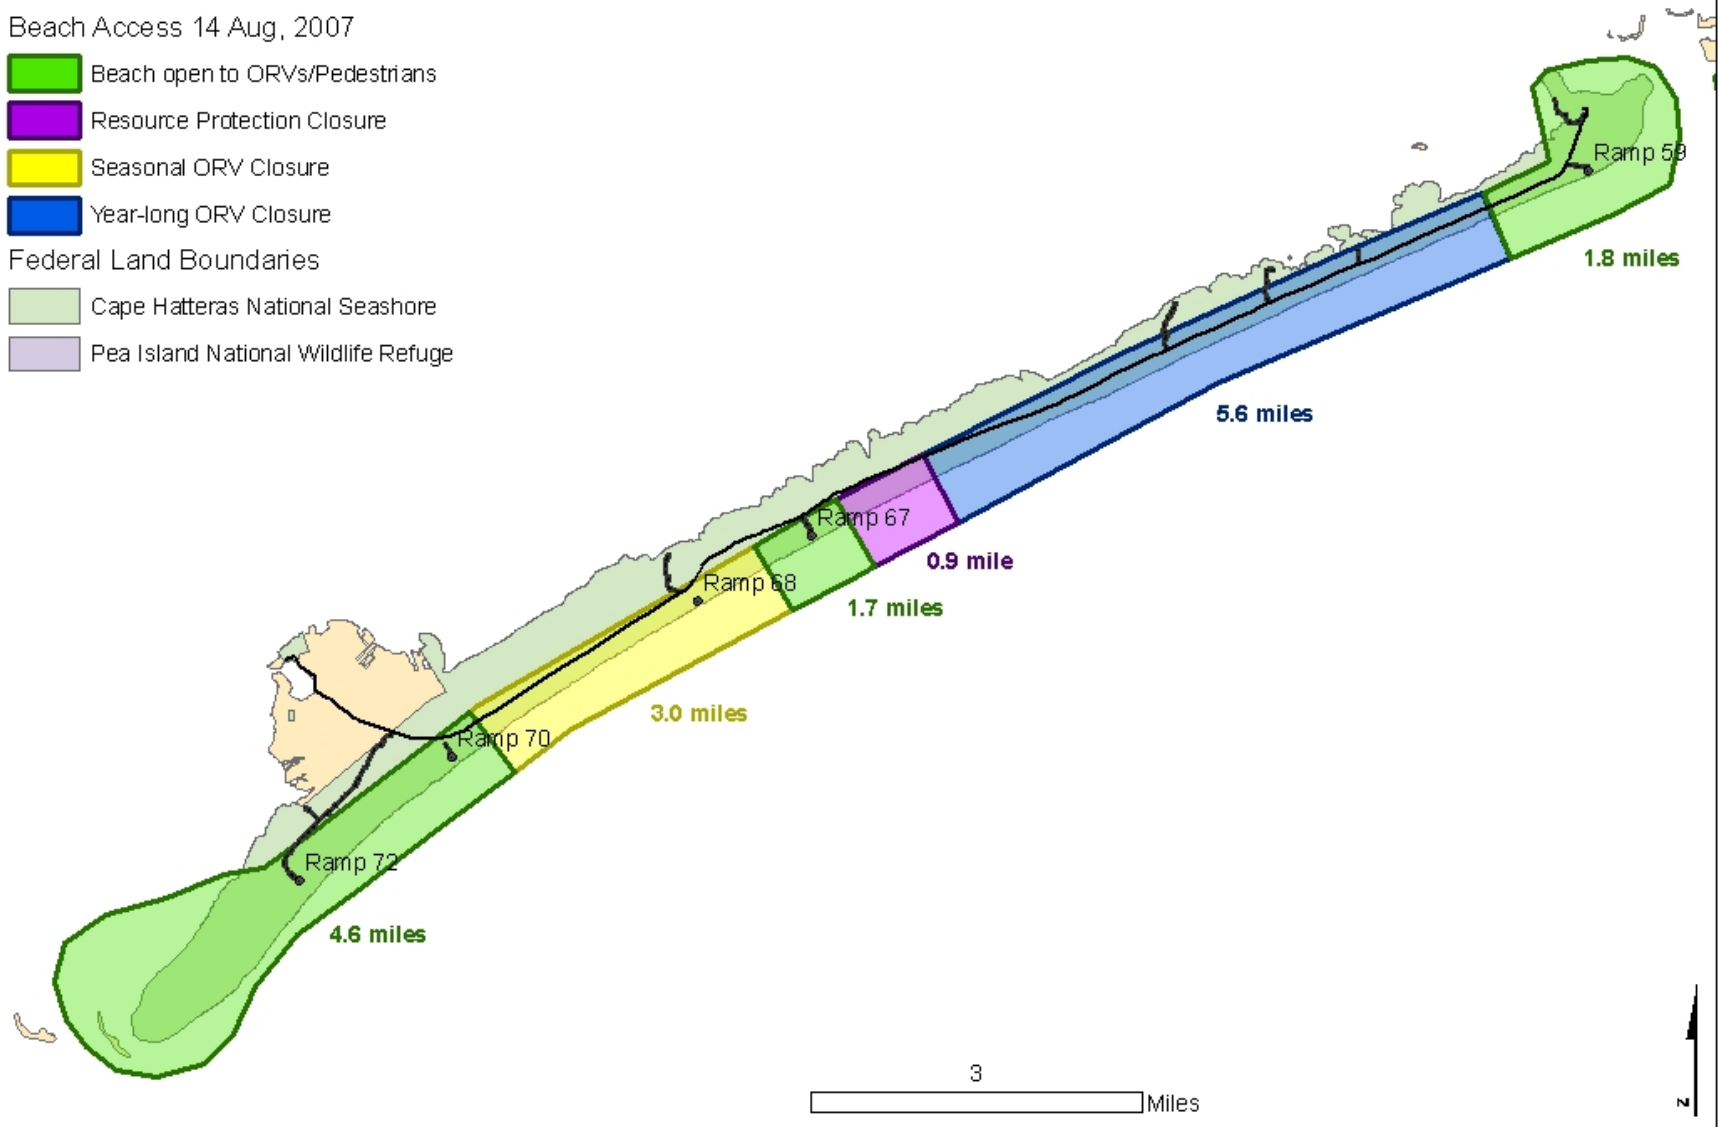 Beach Access 14 Aug, 2007
Beach open to ORVs/Pedestrians
Resource Protection Closure
Seasonal ORV Closure
Year-long ORV Closure
Federal Land Boundaries
Cape Hatteras National Seashore
Pea Island National Wildlife Refuge
Ramp 59
1.8 miles
5.6 miles
Ramp 67
0.9 mile
Ramp 68
1.7 miles
3.0 miles
Ramp 70
Ramp 72
4.6 miles
3
Miles
N